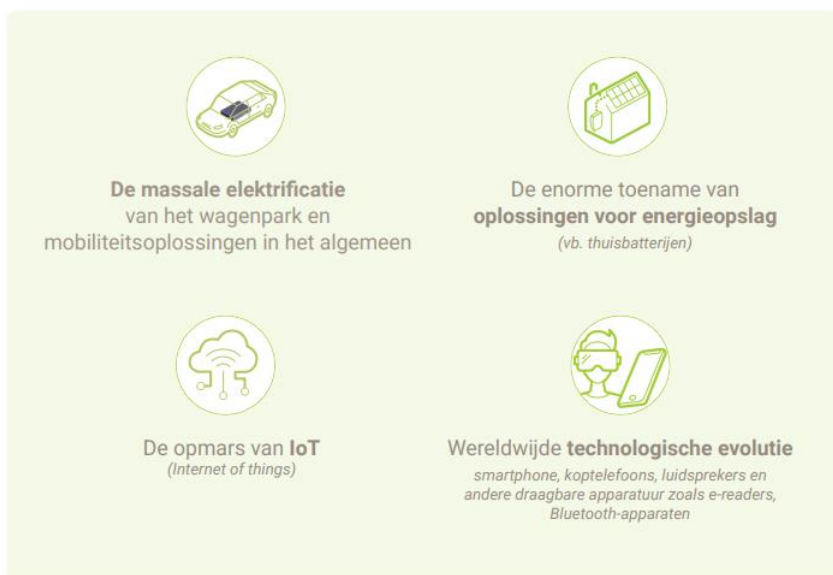 De massale elektrificatie
van het wagenpark en
mobiliteitsoplossingen in het algemeen
De enorme toename van
oplossingen voor energieopslag
(vb. thuisbatterijen)
De opmars van IoT
(Internet of things)
Wereldwijde technologische evolutie
smartphone, koptelefoons, luidsprekers en
andere draagbare apparatuur zoals e-readers,
Bluetooth-apparaten